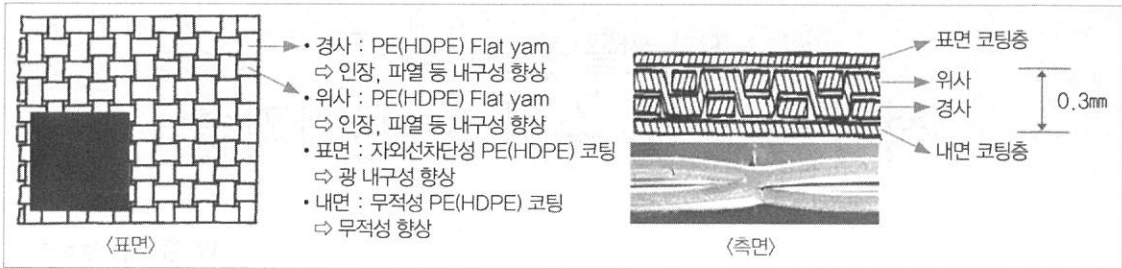 • 경사 : PE(HDPE) Flat yam
⇨ 인장, 파열 등 내구성 향상
• 위사 : PE(HDPE) Flat yam
⇨ 인장, 파열 등 내구성 향상
• 표면 : 자외선차단성 PE(HDPE) 코팅
⇨ 광 내구성 향상
• 내면 : 무적성 PE(HDPE) 코팅
⇨ 무적성 향상
〈표면〉
표면 코팅층
위사
경사
0.3㎜
내면 코팅층
〈측면〉